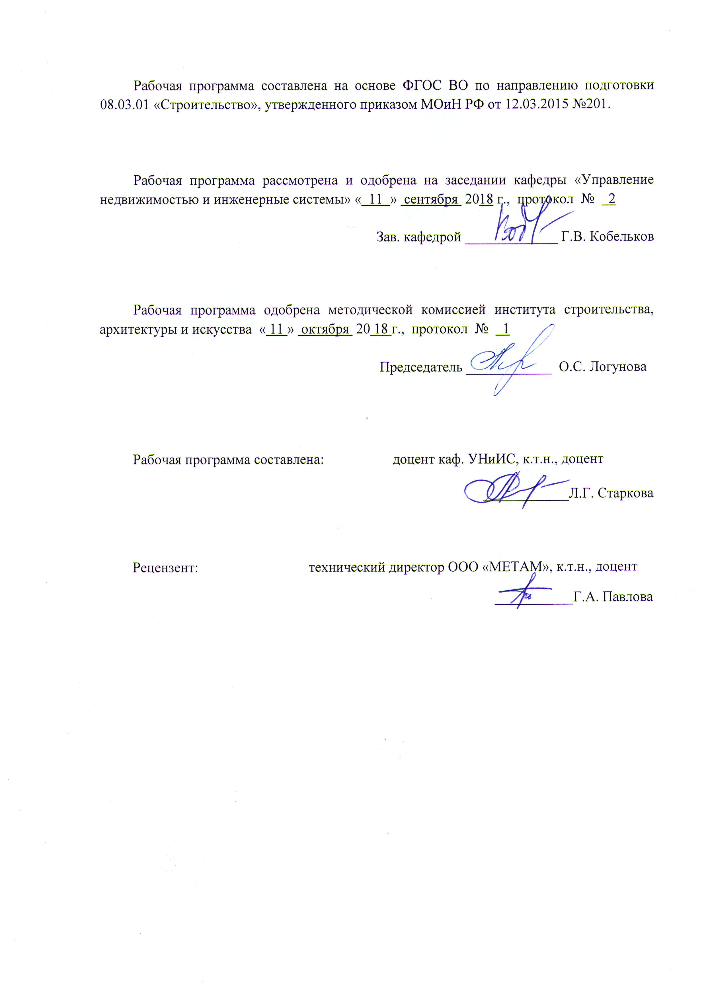 Рабочая программа составлена на основе ФГОС ВО по направлению подготовки
08.03.01 «Строительство», утвержденного приказом МОиН РФ от 12.03.2015 №201.
Рабочая программа рассмотрена и одобрена на заседании кафедры «Управление
недвижимостью и инженерные системы» « 11 » сентября 2018 г., протокол № 2
Зав. кафедрой _____________ Г.В. Кобельков
Рабочая программа одобрена методической комиссией института строительства,
архитектуры и искусства « 11 » октября 20 18 г., протокол № 1
Председатель ____________ О.С. Логунова
Рабочая программа составлена: доцент каф. УНиИС, к.т.н., доцент
____________Л.Г. Старкова
Рецензент: технический директор ООО «МЕТАМ», к.т.н., доцент
___________Г.А. Павлова